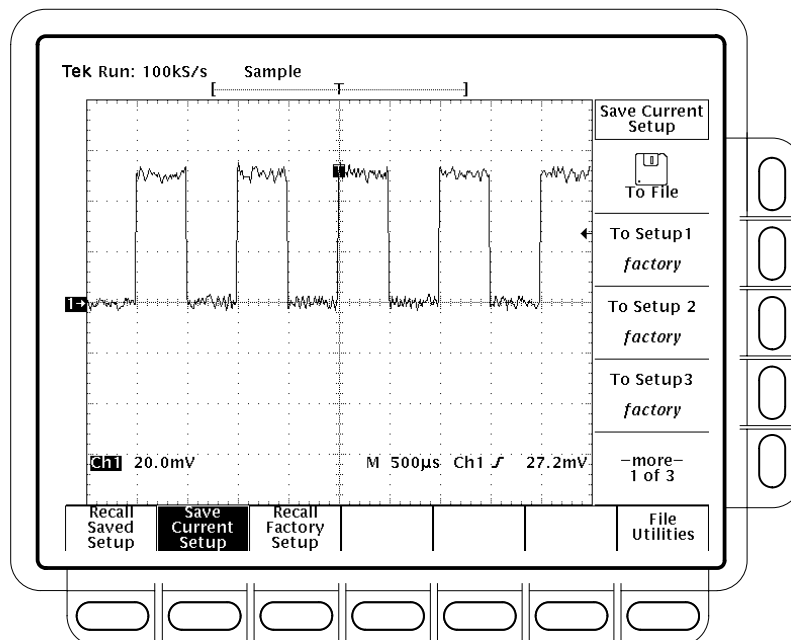 Tek Run: 100kS/s Sample
[ T ]
Save Current
Setup
To File
To Setup1
factory
To Setup 2
factory
To Setup3
factory
–more–
1 of 3
T
1→
Ch1 20.0mV M 500µs Ch1 27.2mV
Recall
Saved
Setup
Save
Current
Setup
Recall
Factory
Setup
File
Utilities